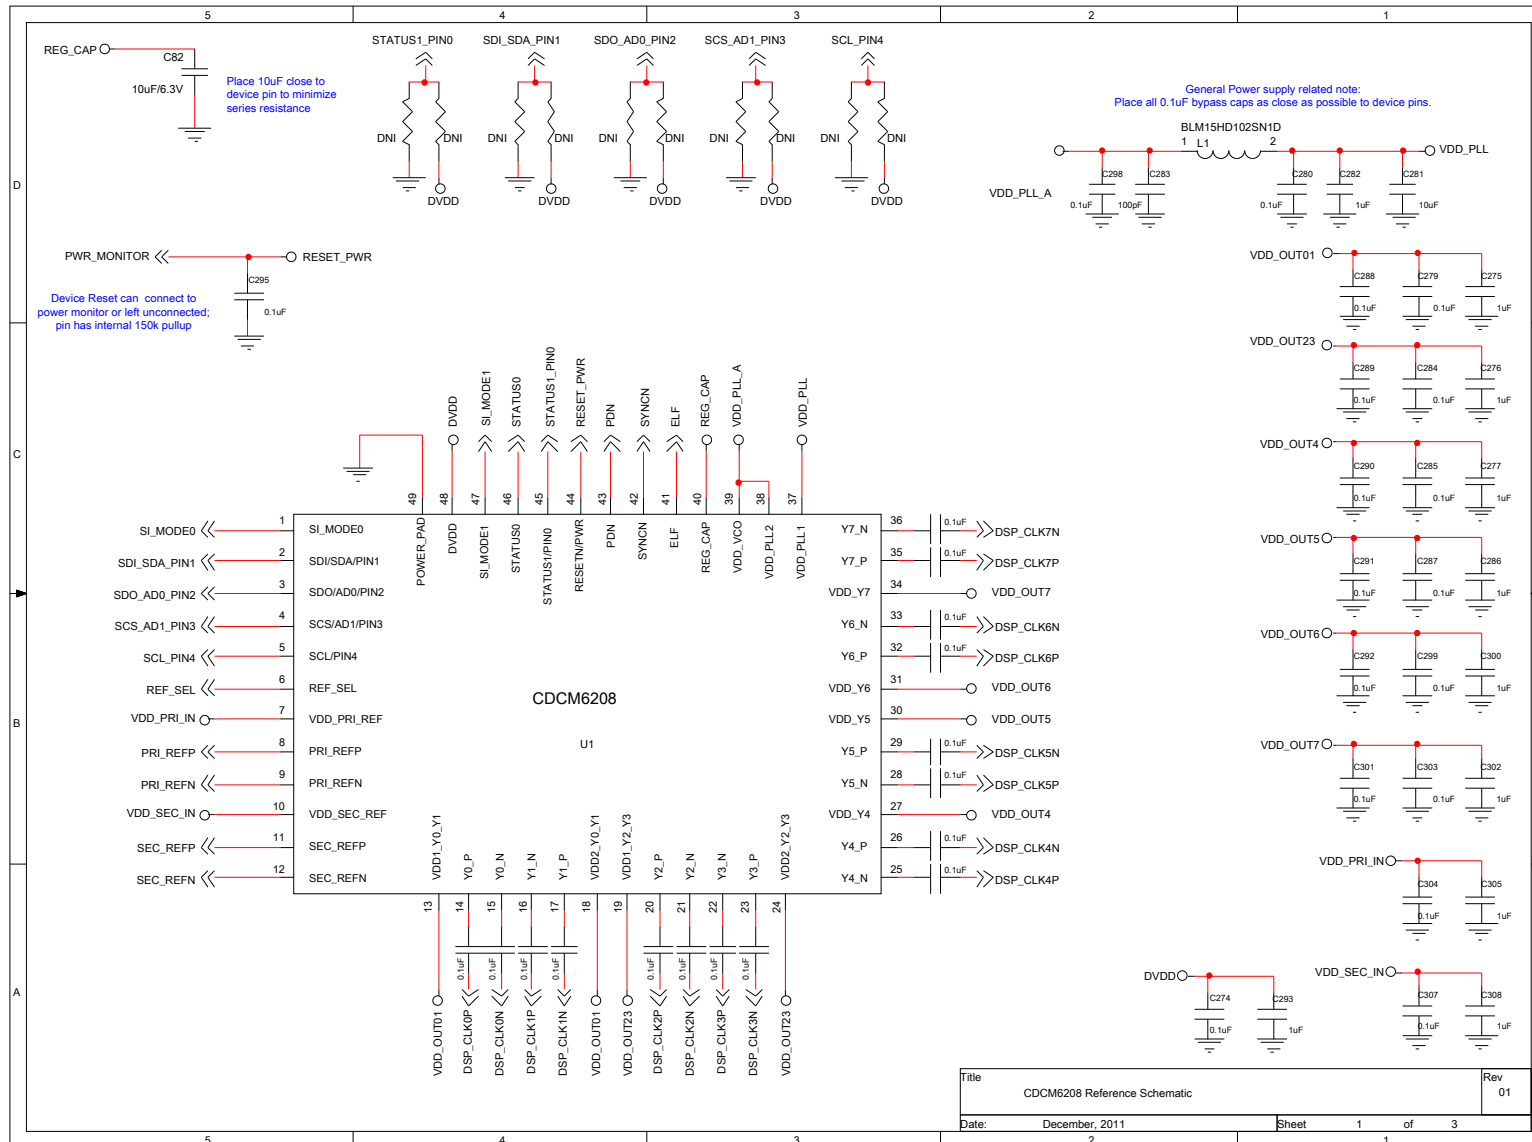 5 4 3 2 1
REG_CAP
C82
10uF/6.3V
Place 10uF close to
device pin to minimize
series resistance
STATUS1_PIN0 SDI_SDA_PIN1 SDO_AD0_PIN2 SCS_AD1_PIN3 SCL_PIN4
DNI DNI DNI DNI DNI DNI DNI DNI DNI DNI
DVDD DVDD DVDD DVDD DVDD
General Power supply related note:
Place all 0.1uF bypass caps as close as possible to device pins.
BLM15HD102SN1D
1 L1 2
VDD_PLL
VDD_PLL_A
C298 C283 C280 C282 C281
0.1uF 100pF 0.1uF 1uF 10uF
D
PWR_MONITOR RESET_PWR
C295
0.1uF
Device Reset can connect to
power monitor or left unconnected;
pin has internal 150k pullup
VDD_OUT01
C288 C279 C275
0.1uF 0.1uF 1uF
VDD_OUT23
C289 C284 C276
0.1uF 0.1uF 1uF
VDD_OUT4
C290 C285 C277
0.1uF 0.1uF 1uF
VDD_OUT5
C291 C287 C286
0.1uF 0.1uF 1uF
VDD_OUT6
C292 C299 C300
0.1uF 0.1uF 1uF
VDD_OUT7
C301 C303 C302
0.1uF 0.1uF 1uF
VDD_PRI_IN
C304 C305
0.1uF 1uF
VDD_SEC_IN
C307 C308
0.1uF 1uF
DVDD
C274 C293
0.1uF 1uF
C
DVDD SI_MODE1 STATUS0 STATUS1_PIN0 RESET_PWR PDN SYNCN ELF REG_CAP VDD_PLL_A VDD_PLL
49 48 47 46 45 44 43 42 41 40 39 38 37
POWER_PAD DVDD SI_MODE1 STATUS0 STATUS1/PIN0 RESETN/PWR PDN SYNCN ELF REG_CAP VDD_VCO VDD_PLL2 VDD_PLL1
SI_MODE0 1 SI_MODE0
SDI_SDA_PIN1 2 SDI/SDA/PIN1
SDO_AD0_PIN2 3 SDO/AD0/PIN2
SCS_AD1_PIN3 4 SCS/AD1/PIN3
SCL_PIN4 5 SCL/PIN4
REF_SEL 6 REF_SEL
VDD_PRI_IN 7 VDD_PRI_REF
PRI_REFP 8 PRI_REFP
PRI_REFN 9 PRI_REFN
VDD_SEC_IN 10 VDD_SEC_REF
SEC_REFP 11 SEC_REFP
SEC_REFN 12 SEC_REFN
B
CDCM6208
U1
Y7_N 36 0.1uF DSP_CLK7N
Y7_P 35 0.1uF DSP_CLK7P
VDD_Y7 34 VDD_OUT7
Y6_N 33 0.1uF DSP_CLK6N
Y6_P 32 0.1uF DSP_CLK6P
VDD_Y6 31 VDD_OUT6
VDD_Y5 30 VDD_OUT5
Y5_P 29 0.1uF DSP_CLK5N
Y5_N 28 0.1uF DSP_CLK5P
VDD_Y4 27 VDD_OUT4
Y4_P 26 0.1uF DSP_CLK4N
Y4_N 25 0.1uF DSP_CLK4P
VDD1_Y0_Y1 Y0_P Y0_N Y1_N Y1_P VDD2_Y0_Y1 VDD1_Y2_Y3 Y2_P Y2_N Y3_N Y3_P VDD2_Y2_Y3
13 14 15 16 17 18 19 20 21 22 23 24
0.1uF 0.1uF 0.1uF 0.1uF 0.1uF 0.1uF 0.1uF 0.1uF
VDD_OUT01 DSP_CLK0P DSP_CLK0N DSP_CLK1P DSP_CLK1N VDD_OUT01 VDD_OUT23 DSP_CLK2P DSP_CLK2N DSP_CLK3P DSP_CLK3N VDD_OUT23
A
Title
CDCM6208 Reference Schematic
Rev
01
Date: December, 2011 Sheet 1 of 3
5 4 3 2 1